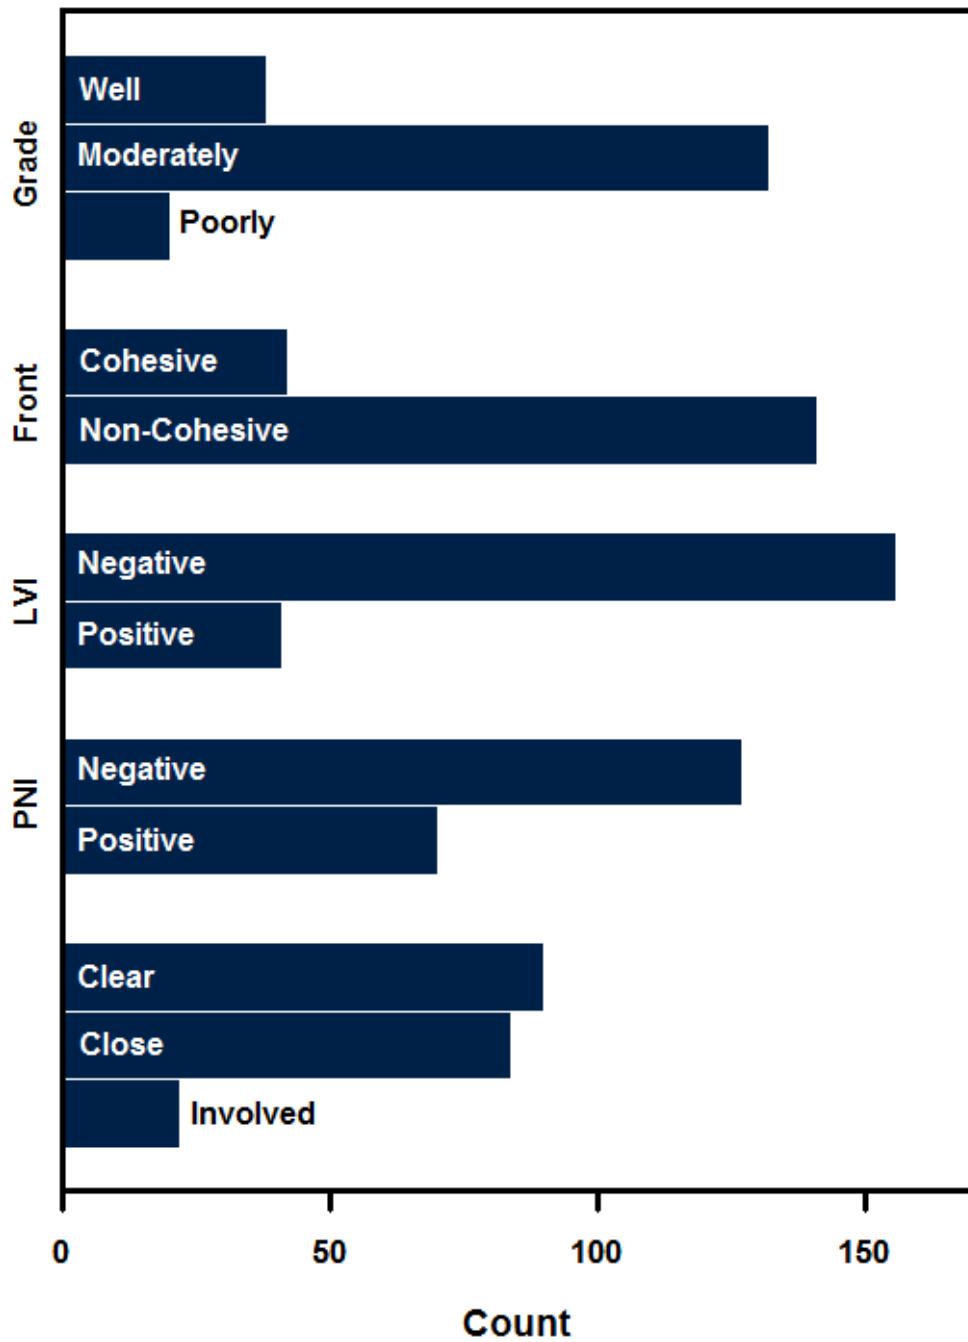 Grade
Well
Moderately
Poorly
Front
Cohesive
Non-Cohesive
LVI
Negative
Positive
PNI
Negative
Positive
Clear
Close
Involved
0 50 100 150
Count